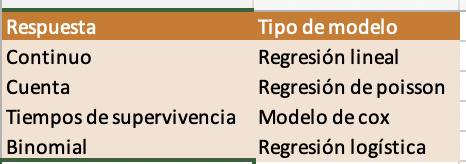 Respuesta Tipo de modelo
Continuo Regresión lineal
Cuenta Regresión de poisson
Tiempos de supervivencia Modelo de cox
Binomial Regresión logística